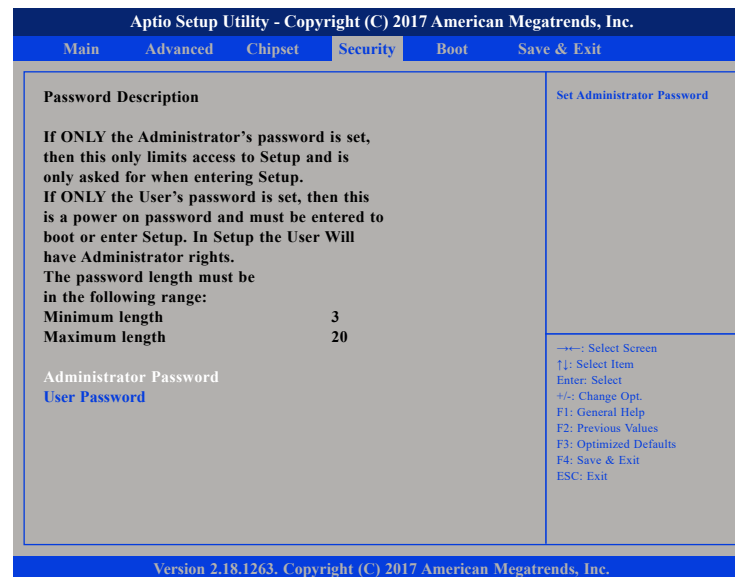 Aptio Setup Utility - Copyright (C) 2017 American Megatrends, Inc.
Main Advanced Chipset Security Boot Save & Exit
Password Description
If ONLY the Administrator's password is set,
then this only limits access to Setup and is
only asked for when entering Setup.
If ONLY the User's password is set, then this
is a power on password and must be entered to
boot or enter Setup. In Setup the User Will
have Administrator rights.
The password length must be
in the following range:
Minimum length 3
Maximum length 20
Administrator Password
User Password
Set Administrator Password
→←: Select Screen
↑↓: Select Item
Enter: Select
+/-: Change Opt.
F1: General Help
F2: Previous Values
F3: Optimized Defaults
F4: Save & Exit
ESC: Exit
Version 2.18.1263. Copyright (C) 2017 American Megatrends, Inc.